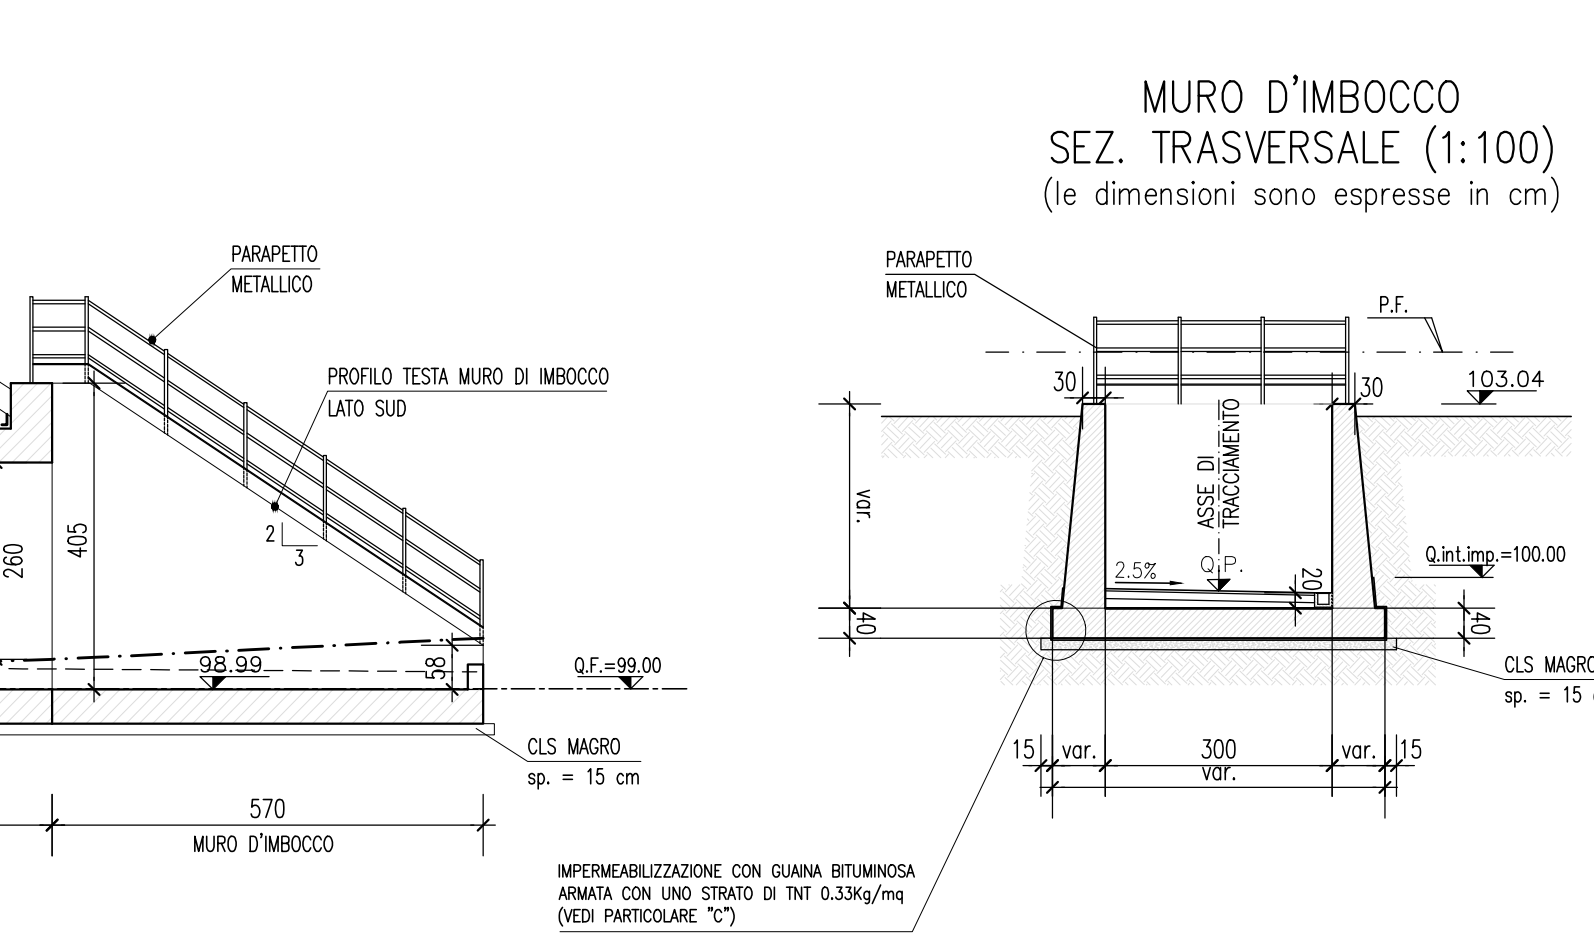 MURO D'IMBOCCO
SEZ. TRASVERSALE (1:100)
(le dimensioni sono espresse in cm)
PARAPETTO
METALLICO
PROFILO TESTA MURO DI IMBOCCO
LATO SUD
2
3
405
260
98.99
58
Q.F.=99.00
CLS MAGRO
sp. = 15 cm
570
MURO D'IMBOCCO
PARAPETTO
METALLICO
P.F.
30
30
103.04
var.
ASSE DI
TRACCIAMENTO
Q.P.
2.5%
20
Q.int.imp.=100.00
40
40
CLS MAGRO
sp. = 15
15
var.
300
var.
15
var.
IMPERMEABILIZZAZIONE CON GUAINA BITUMINOSA
ARMATA CON UNO STRATO DI TNT 0.33Kg/mq
(VEDI PARTICOLARE "C")